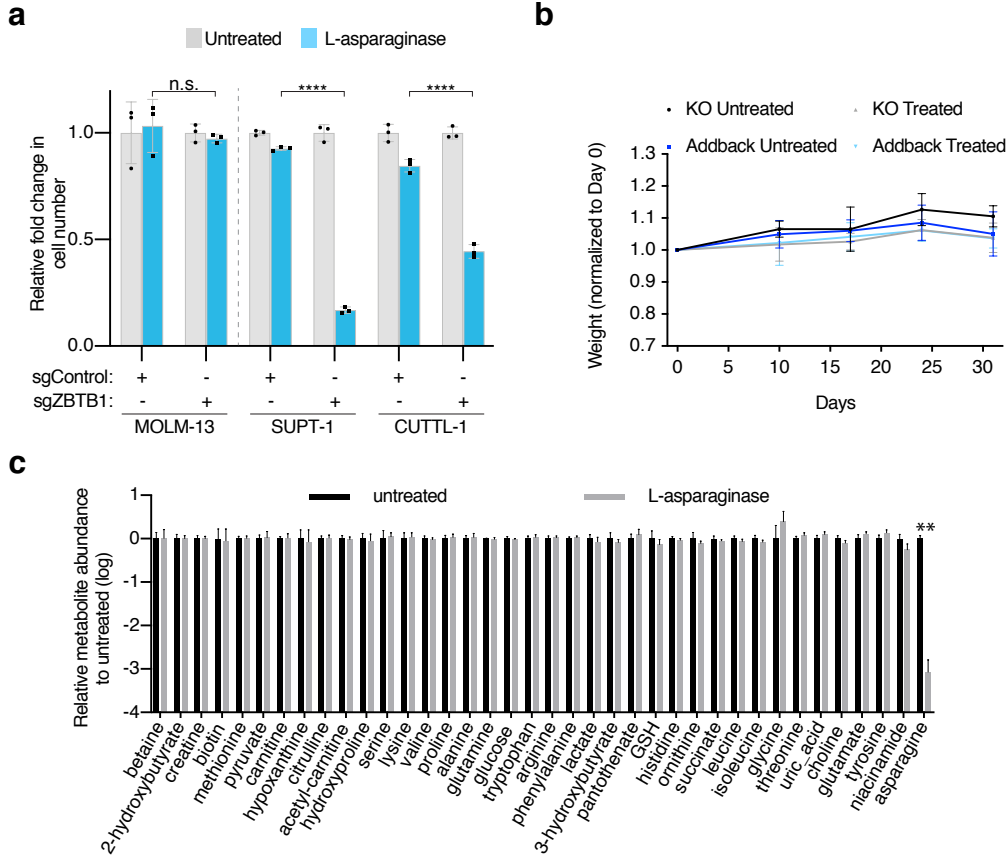 a
Untreated L-asparaginase
Relative fold change in
cell number
1.0
0.5
0.0
n.s.
****
****
sgControl: + - + - + -
sgZBTB1: - + - + - +
MOLM-13 SUPT-1 CUTTL-1
b
KO Untreated KO Treated
Addback Untreated Addback Treated
Weight (normalized to Day 0)
1.3
1.2
1.1
1.0
0.9
0.8
0.7
0 5 10 15 20 25 30
Days
c
untreated L-asparaginase
Relative metabolite abundance
to untreated (log)
1
0
-1
-2
-3
-4
**
betaine
2-hydroxybutyrate
creatine
biotin
methionine
pyruvate
carnitine
hypoxanthine
citrulline
acetyl-carnitine
hydroxyproline
serine
lysine
valine
proline
alanine
glutamine
glucose
tryptophan
arginine
phenylalanine
lactate
3-hydroxybutyrate
pantothenate
GSH
histidine
ornithine
succinate
leucine
isoleucine
glycine
threonine
uric_acid
choline
glutamate
tyrosine
niacinamide
asparagine